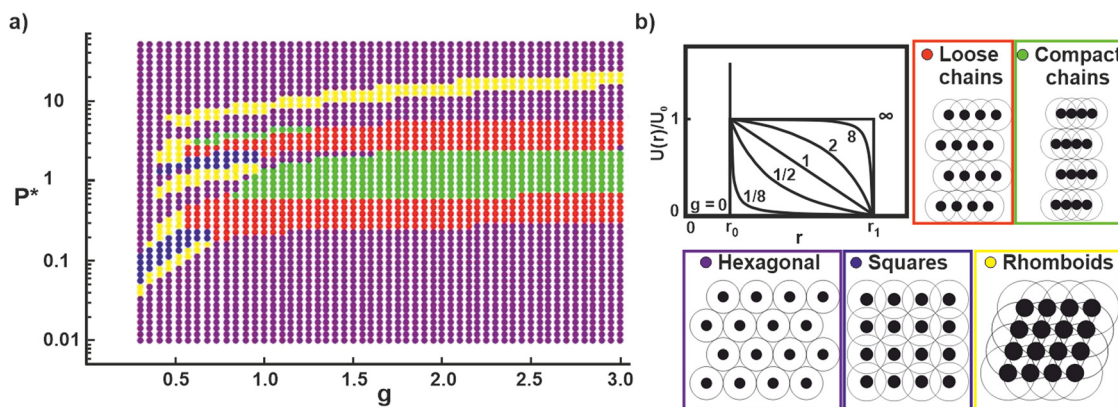 a)
10
1
P*
0.1
0.01
0.5
1.0
1.5
2.0
2.5
3.0
g
b)
U(r)/U₀
1
0
∞
8
2
1
1/2
1/8
g = 0
0
r₀
r
r₁
Loose
chains
Compact
chains
Hexagonal
Squares
Rhomboids